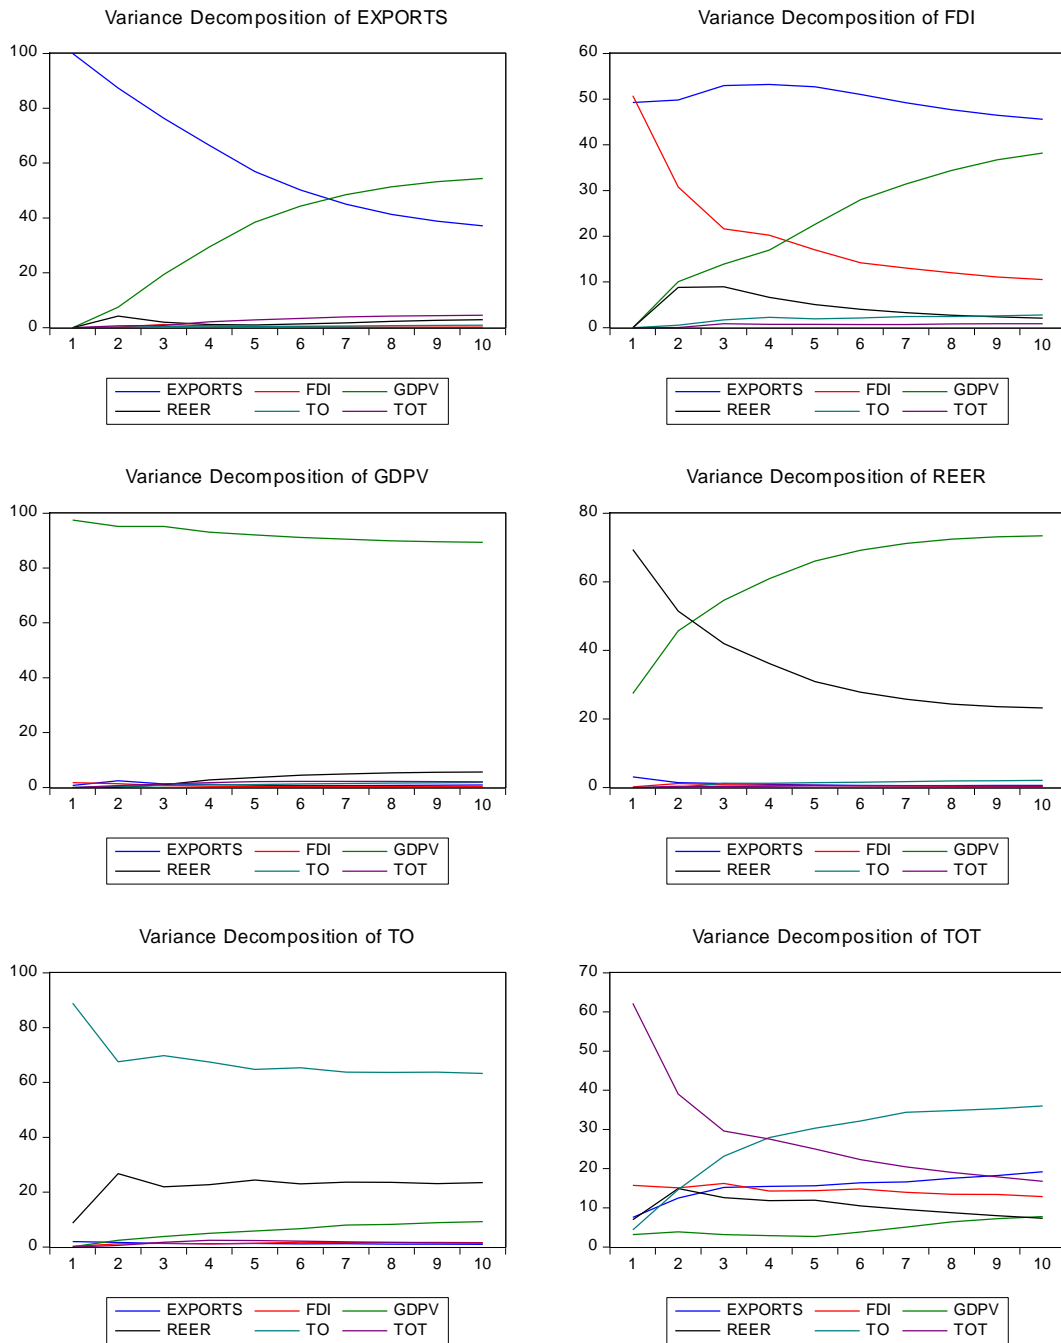 Variance Decomposition of EXPORTS
100
80
60
40
20
0
1 2 3 4 5 6 7 8 9 10
EXPORTS FDI GDPV
REER TO TOT
Variance Decomposition of FDI
60
50
40
30
20
10
0
1 2 3 4 5 6 7 8 9 10
EXPORTS FDI GDPV
REER TO TOT
Variance Decomposition of GDPV
100
80
60
40
20
0
1 2 3 4 5 6 7 8 9 10
EXPORTS FDI GDPV
REER TO TOT
Variance Decomposition of REER
80
60
40
20
0
1 2 3 4 5 6 7 8 9 10
EXPORTS FDI GDPV
REER TO TOT
Variance Decomposition of TO
100
80
60
40
20
0
1 2 3 4 5 6 7 8 9 10
EXPORTS FDI GDPV
REER TO TOT
Variance Decomposition of TOT
70
60
50
40
30
20
10
0
1 2 3 4 5 6 7 8 9 10
EXPORTS FDI GDPV
REER TO TOT